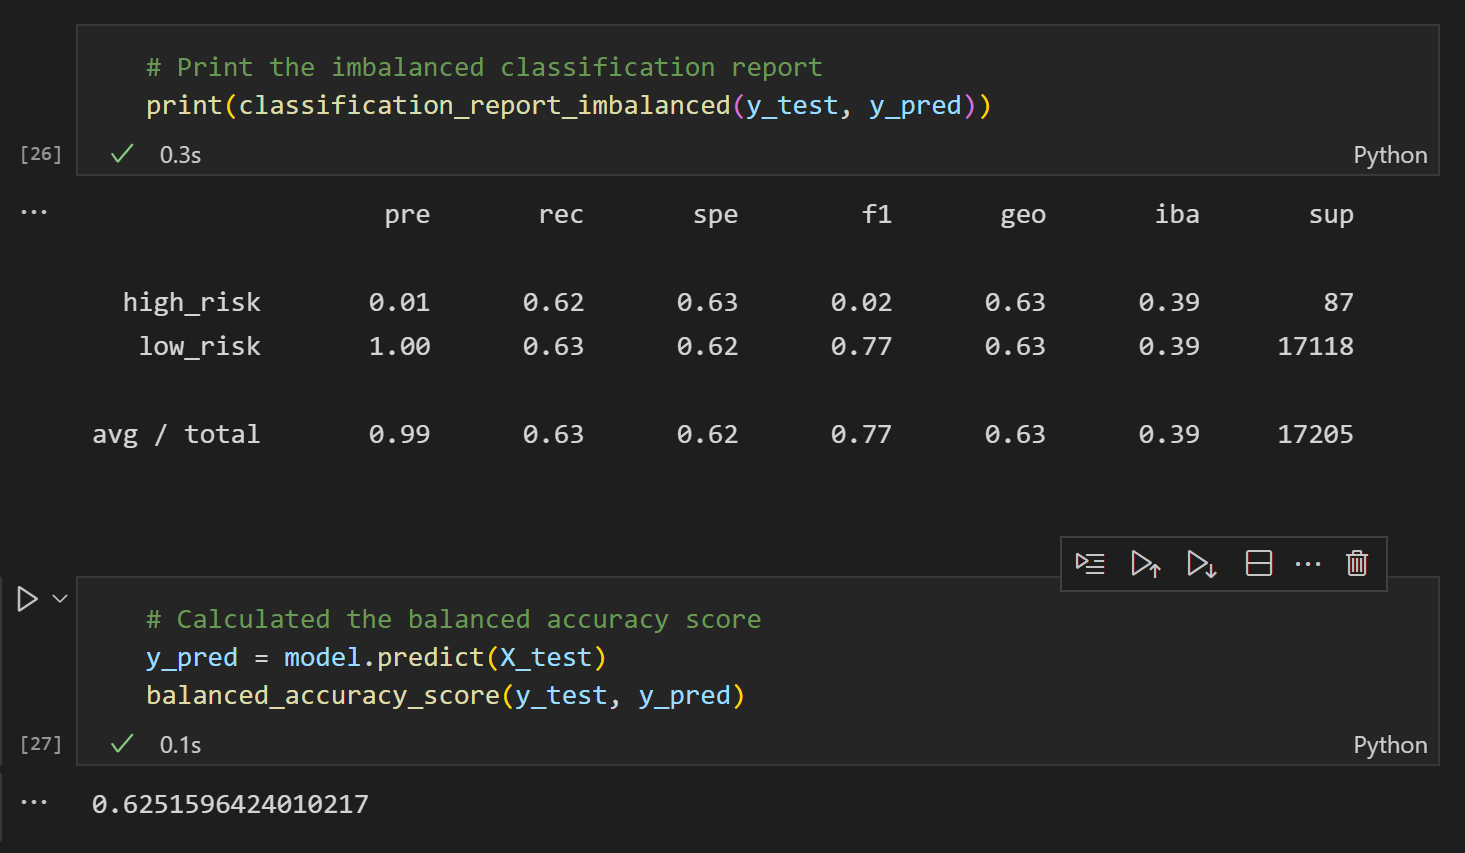 # Print the imbalanced classification report
print(classification_report_imbalanced(y_test, y_pred))
[26] 0.3s Python
... pre rec spe f1 geo iba sup
high_risk 0.01 0.62 0.63 0.02 0.63 0.39 87
low_risk 1.00 0.63 0.62 0.77 0.63 0.39 17118
avg / total 0.99 0.63 0.62 0.77 0.63 0.39 17205
# Calculated the balanced accuracy score
y_pred = model.predict(X_test)
balanced_accuracy_score(y_test, y_pred)
[27] 0.1s Python
... 0.6251596424010217